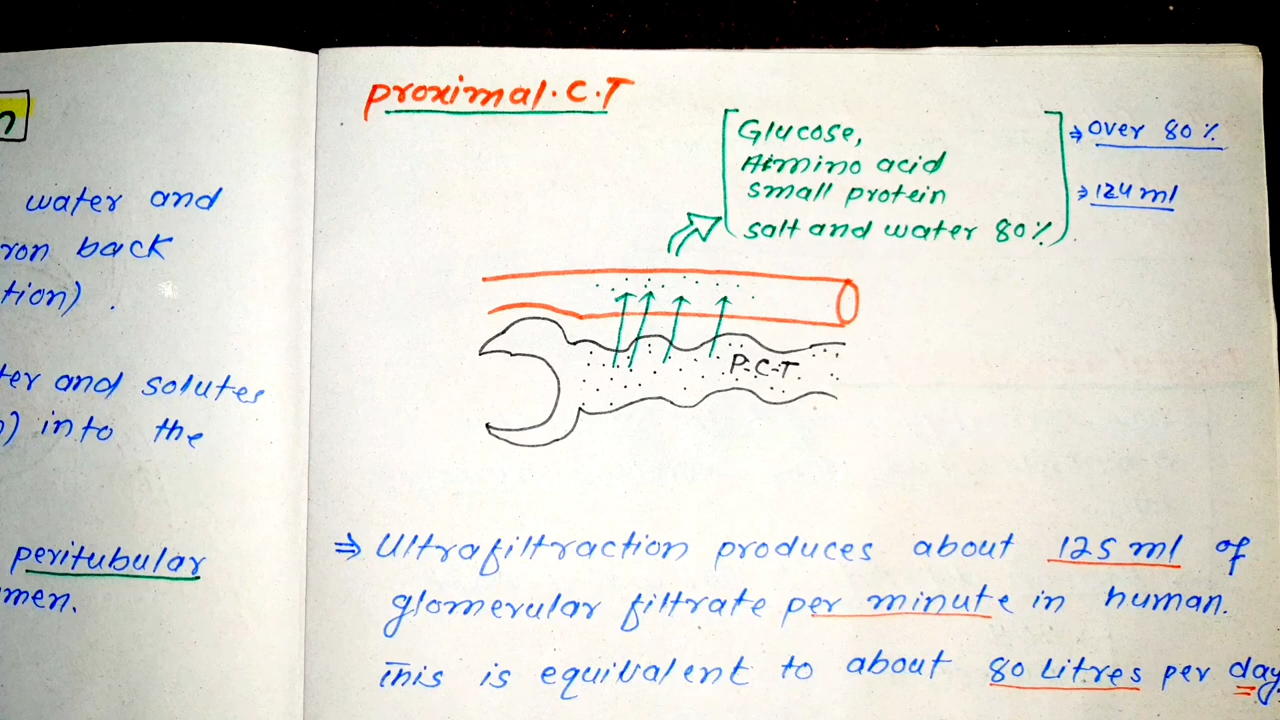 n
water and
ron back
tion) .
ter and solutes
) into the
peritubular
men.
proximal.C.T
Glucose,
Amino acid
small protein
salt and water 80%
⇒ over 80%
⇒ 124 ml
P-C-T
⇒ Ultrafiltraction produces about 125 ml of
glomerular filtrate per minute in human.
This is equivalent to about 80 litres per day